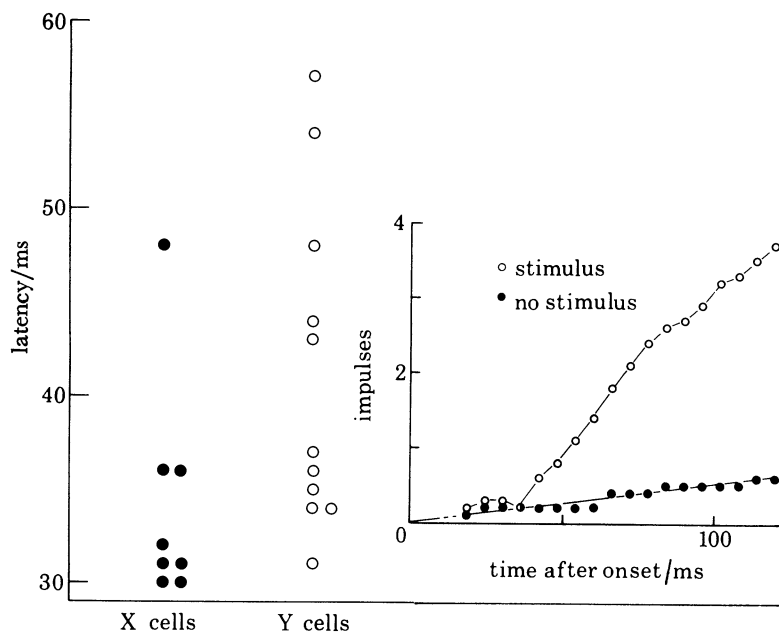 60
50
40
30
latency/ms
X cells
Y cells
4
2
0
impulses
stimulus
no stimulus
100
time after onset/ms